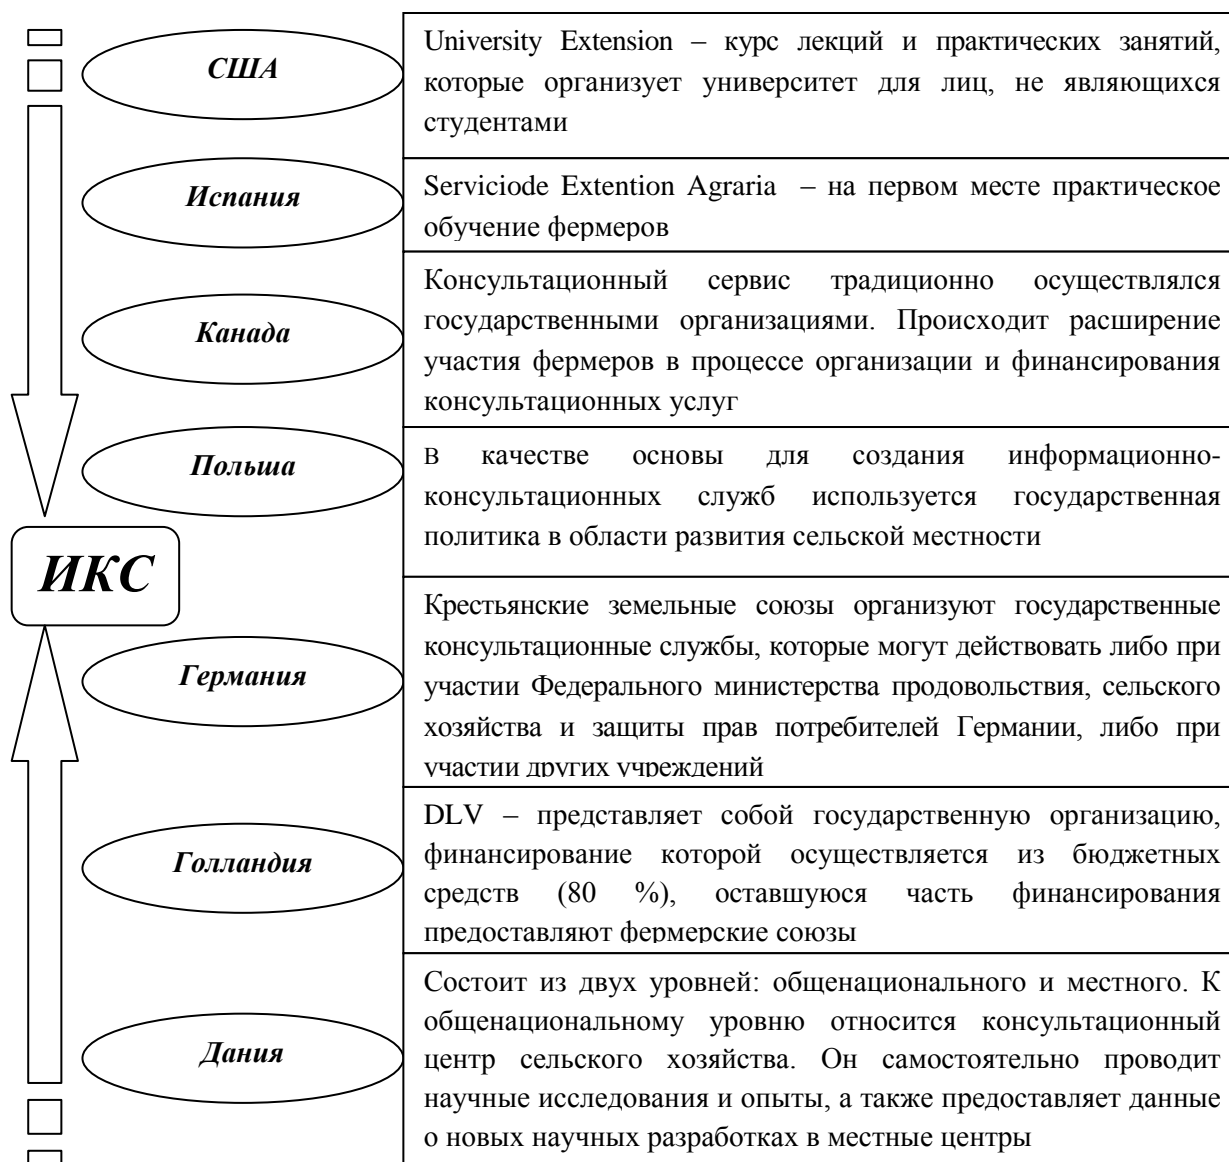 США
University Extension – курс лекций и практических занятий,
которые организует университет для лиц, не являющихся
студентами
Испания
Serviciode Extention Agraria – на первом месте практическое
обучение фермеров
Канада
Консультационный сервис традиционно осуществлялся
государственными организациями. Происходит расширение
участия фермеров в процессе организации и финансирования
консультационных услуг
Польша
В качестве основы для создания информационно-
консультационных служб используется государственная
политика в области развития сельской местности
ИКС
Германия
Крестьянские земельные союзы организуют государственные
консультационные службы, которые могут действовать либо при
участии Федерального министерства продовольствия, сельского
хозяйства и защиты прав потребителей Германии, либо при
участии других учреждений
Голландия
DLV – представляет собой государственную организацию,
финансирование которой осуществляется из бюджетных
средств (80 %), оставшуюся часть финансирования
предоставляют фермерские союзы
Дания
Состоит из двух уровней: общенационального и местного. К
общенациональному уровню относится консультационный
центр сельского хозяйства. Он самостоятельно проводит
научные исследования и опыты, а также предоставляет данные
о новых научных разработках в местные центры